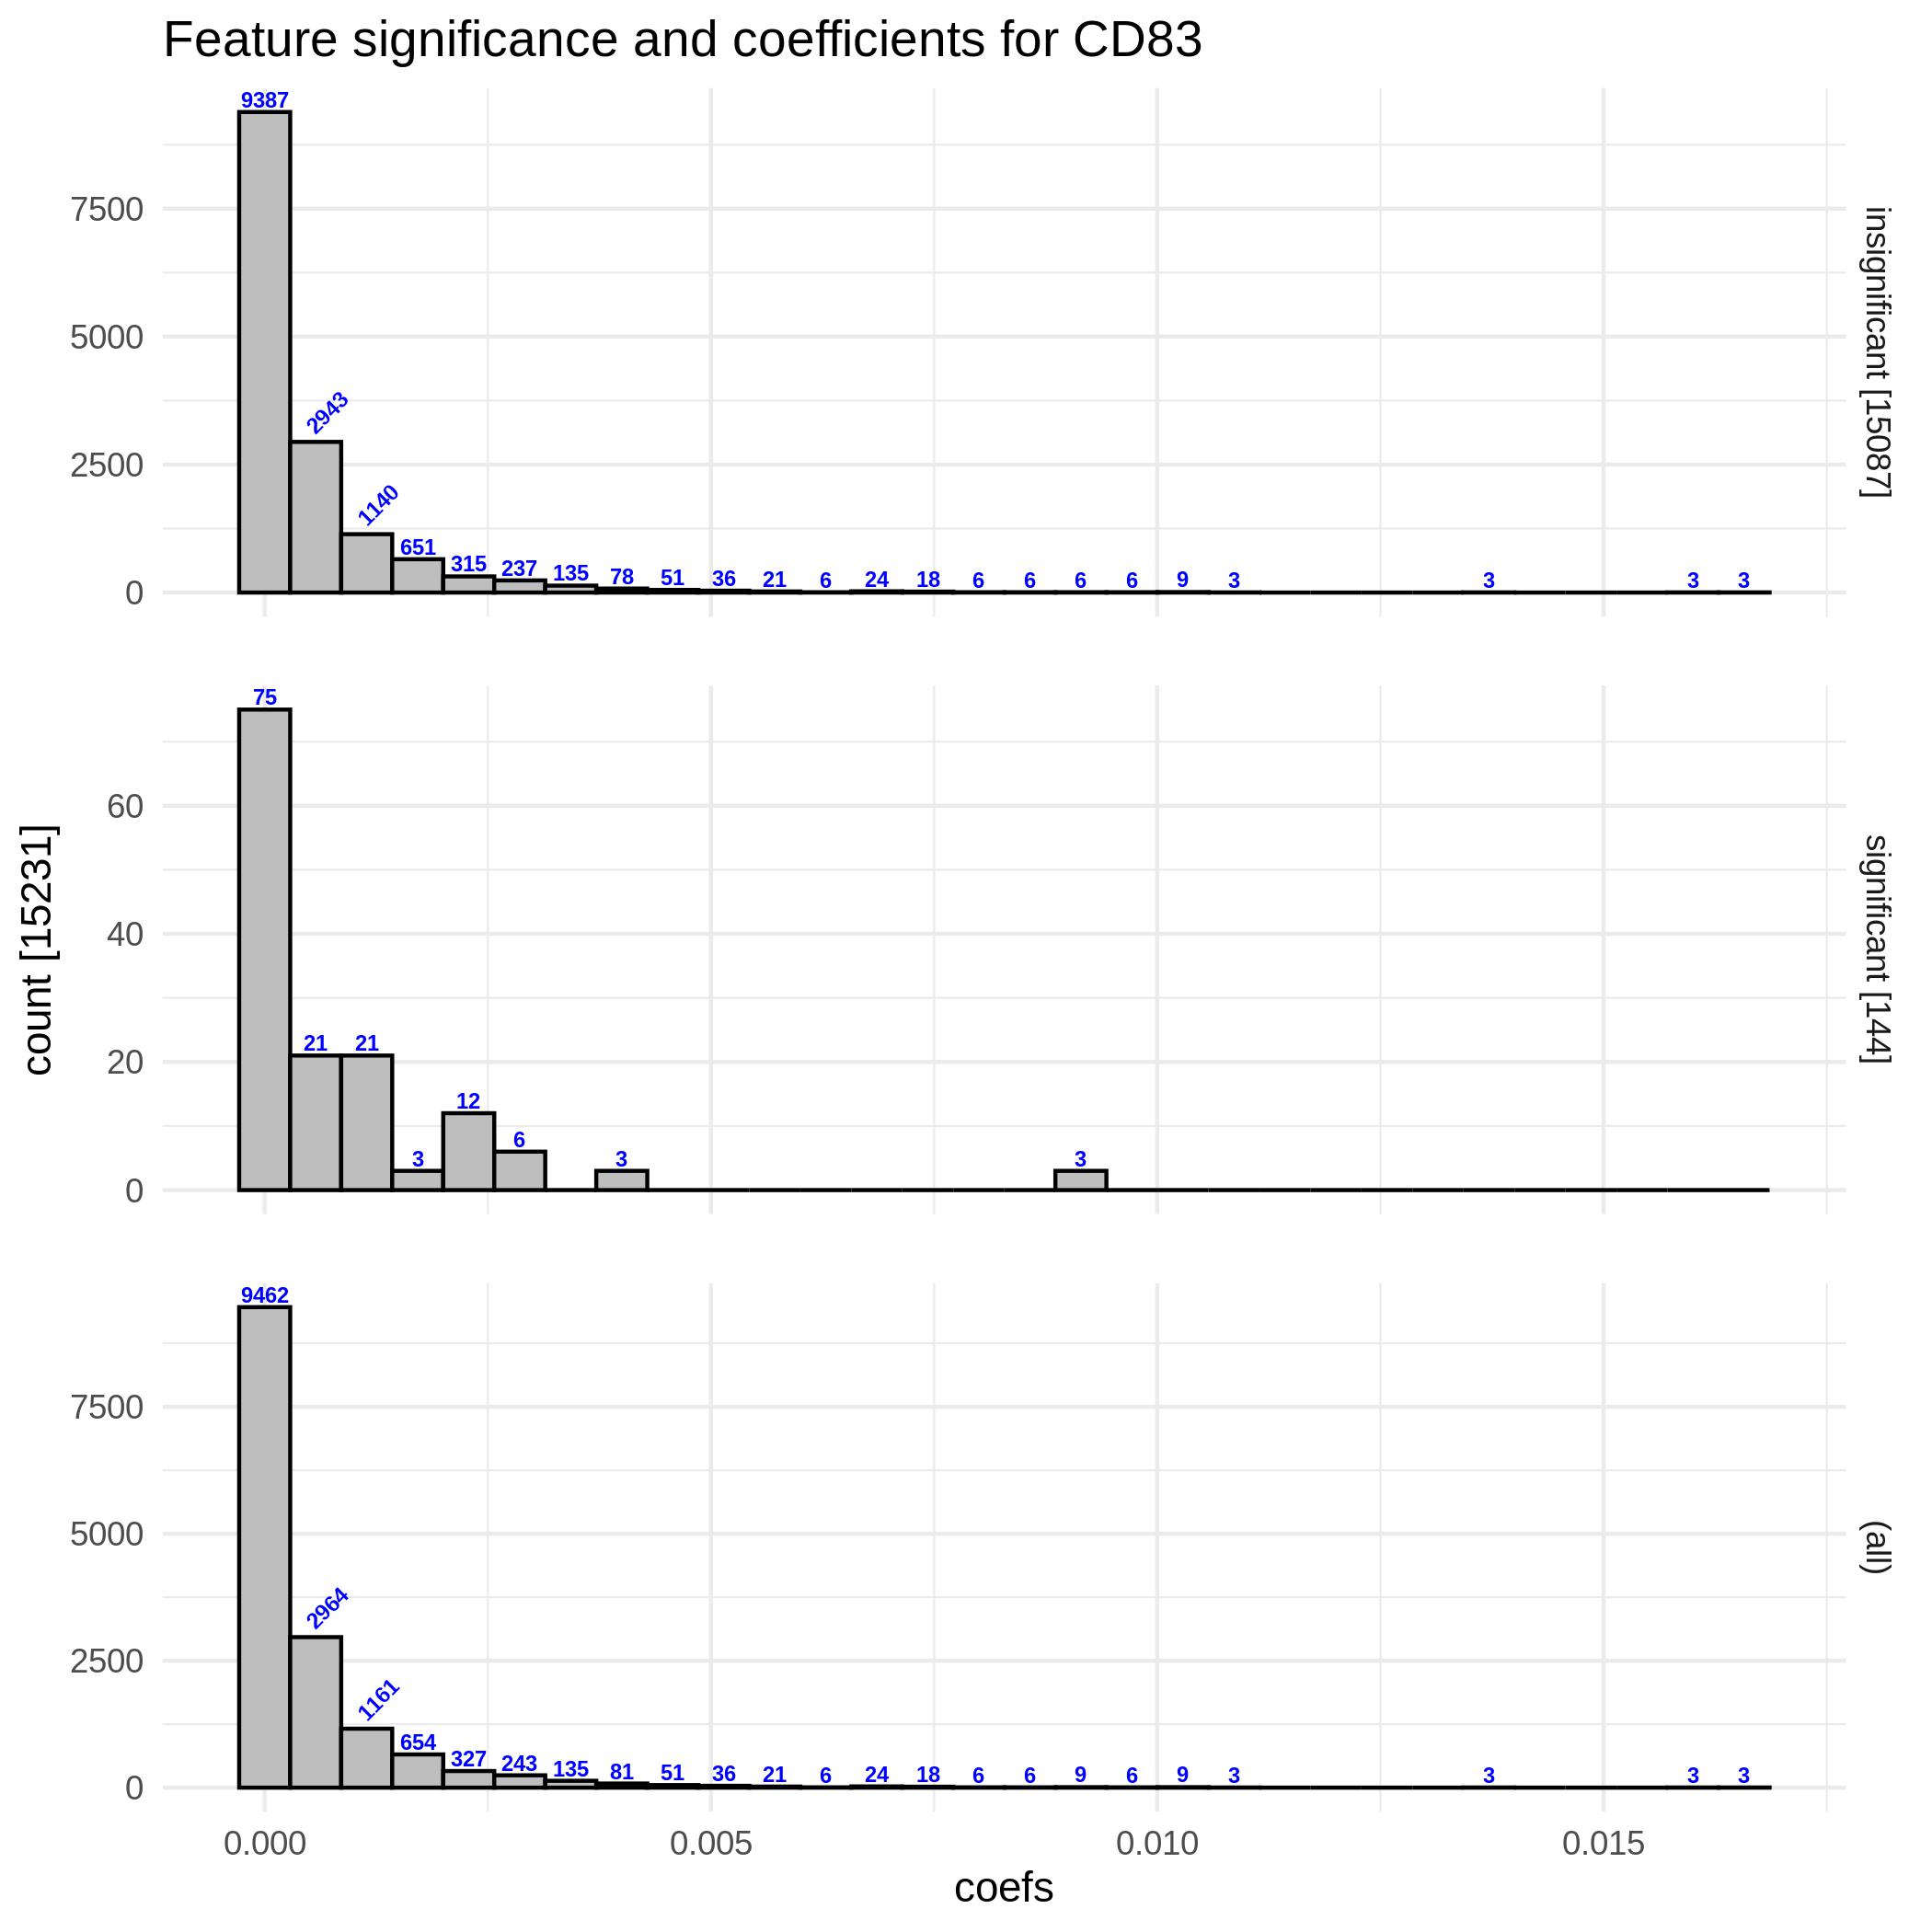 Feature significance and coefficients for CD83
9387
2943
1140
651 315 237 135 78 51 36 21 6 24 18 6 6 6 6 9 3 3 3 3
7500
5000
2500
0
insignificant [15087]
75
21 21
3 12 6 3 3
60
40
20
0
count [15231]
significant [144]
9462
2964
1161
654 327 243 135 81 51 36 21 6 24 18 6 6 9 6 9 3 3 3 3
7500
5000
2500
0
(all)
0.000 0.005 0.010 0.015
coefs